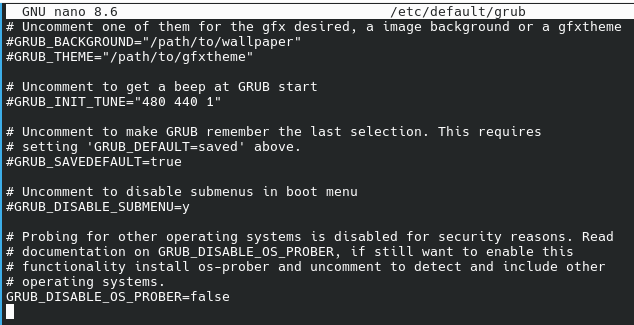 GNU nano 8.6 /etc/default/grub
# Uncomment one of them for the gfx desired, a image background or a gfxtheme
#GRUB_BACKGROUND="/path/to/wallpaper"
#GRUB_THEME="/path/to/gfxtheme"
# Uncomment to get a beep at GRUB start
#GRUB_INIT_TUNE="480 440 1"
# Uncomment to make GRUB remember the last selection. This requires
# setting 'GRUB_DEFAULT=saved' above.
#GRUB_SAVEDEFAULT=true
# Uncomment to disable submenus in boot menu
#GRUB_DISABLE_SUBMENU=y
# Probing for other operating systems is disabled for security reasons. Read
# documentation on GRUB_DISABLE_OS_PROBER, if still want to enable this
# functionality install os-prober and uncomment to detect and include other
# operating systems.
GRUB_DISABLE_OS_PROBER=false